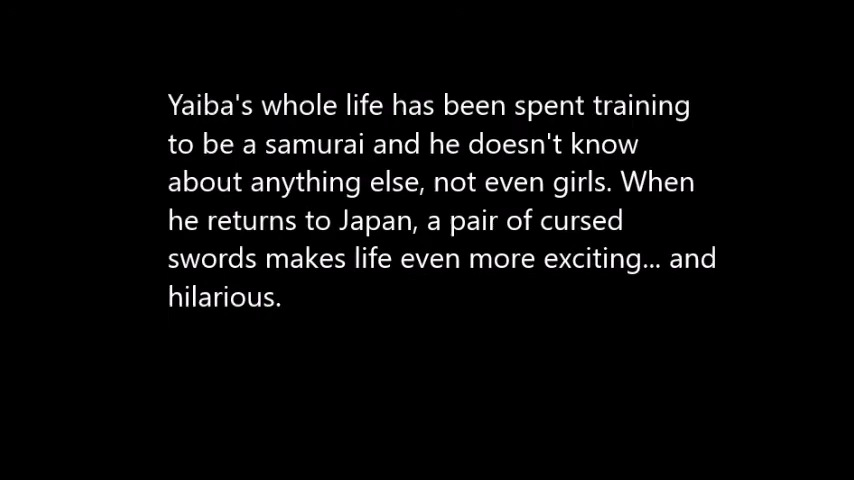 Yaiba's whole life has been spent training
to be a samurai and he doesn't know
about anything else, not even girls. When
he returns to Japan, a pair of cursed
swords makes life even more exciting... and
hilarious.